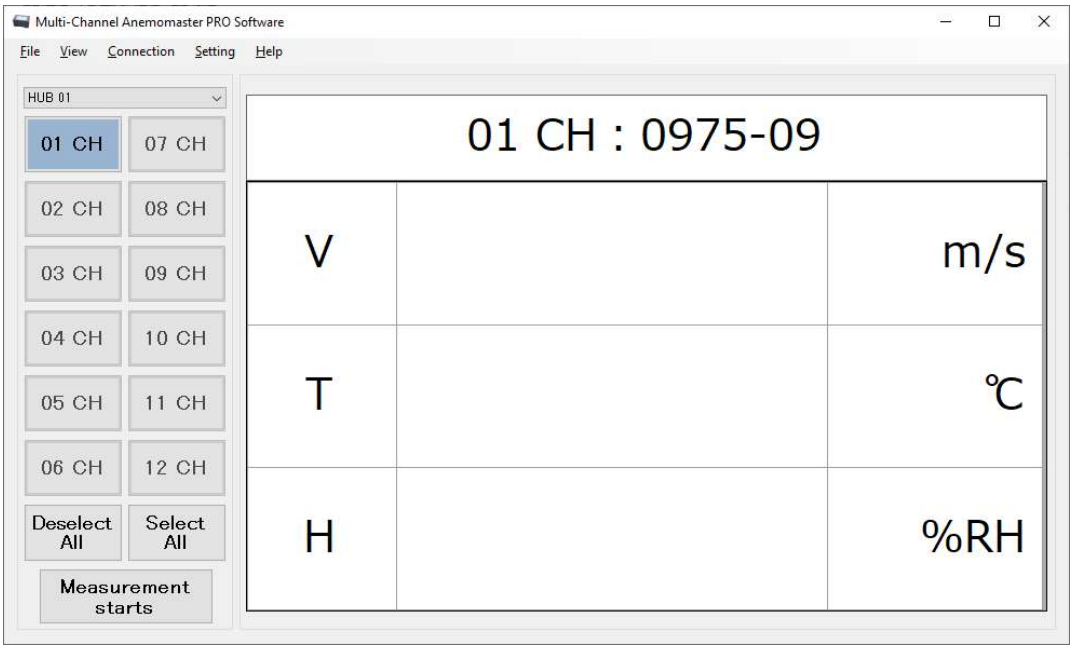 Multi-Channel Anemomaster PRO Software
File View Connection Setting Help
HUB 01
01 CH 07 CH
02 CH 08 CH
03 CH 09 CH
04 CH 10 CH
05 CH 11 CH
06 CH 12 CH
Deselect All
Select All
Measurement starts
01 CH : 0975-09
V m/s
T ℃
H %RH